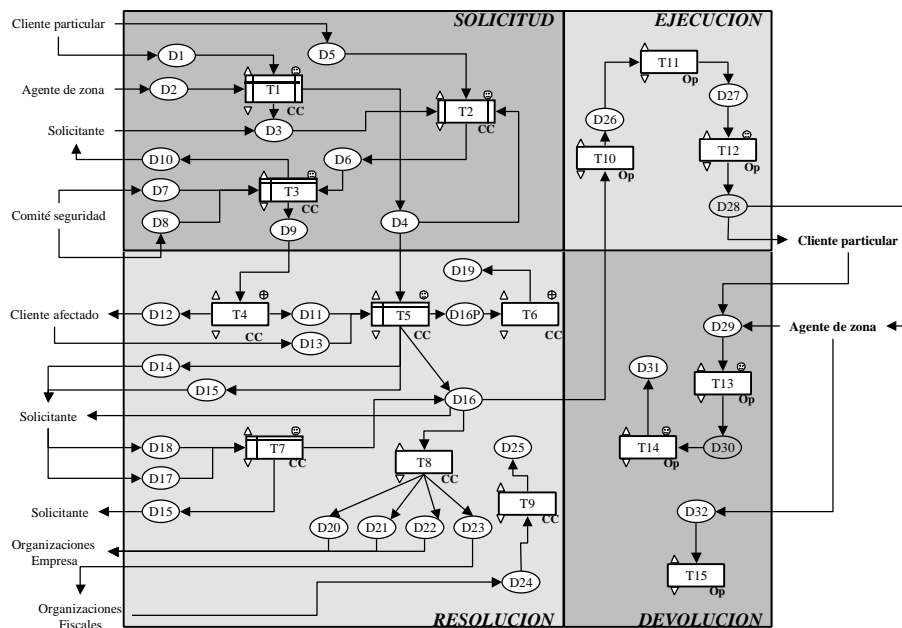 SOLICITUD
EJECUCION
Cliente particular
D1
D5
T11
Op
Agente de zona
D2
T1
CC
D27
D3
T2
CC
D26
Solicitante
T12
Op
D10
D6
T10
Op
D7
T3
CC
D28
Comité seguridad
D8
D9
D4
Cliente particular
D19
Cliente afectado
D12
T4
CC
D11
T5
CC
D16P
T6
CC
D29
Agente de zona
D13
D14
D31
T13
Op
D15
D16
Solicitante
D18
T7
CC
D25
T14
Op
D30
D17
T8
CC
T9
CC
Solicitante
D15
D32
D20
D21
D22
D23
Organizaciones
Empresa
T15
Op
D24
Organizaciones
Fiscales
RESOLUCION
DEVOLUCION